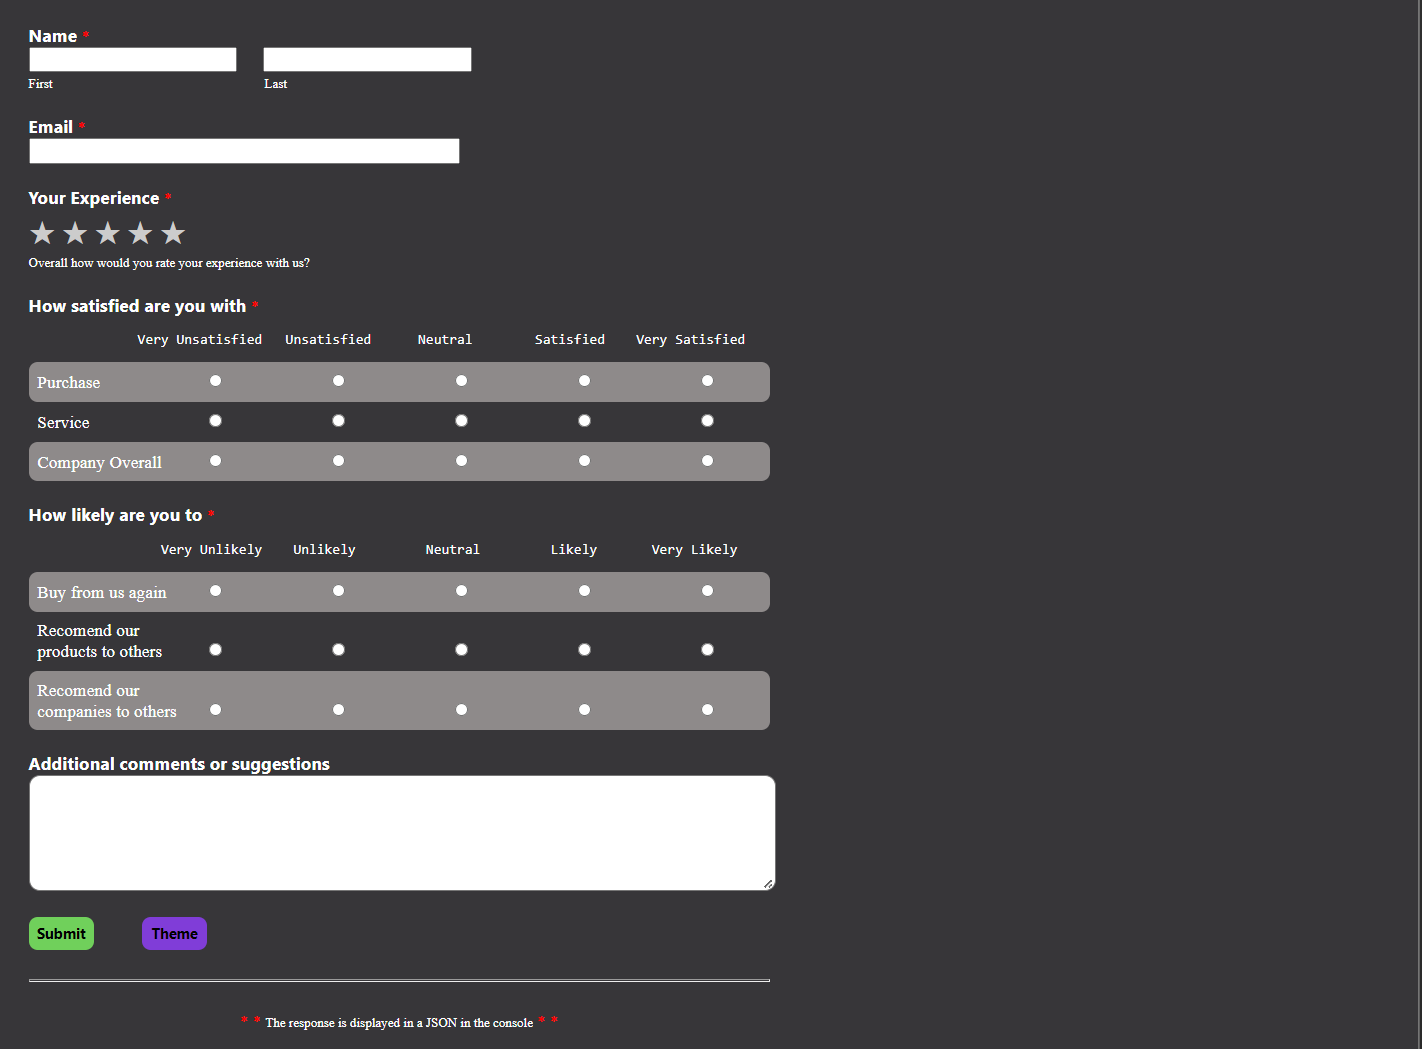 Name *
First Last
Email *
Your Experience *
Overall how would you rate your experience with us?
How satisfied are you with *
Very Unsatisfied Unsatisfied Neutral Satisfied Very Satisfied
Purchase
Service
Company Overall
How likely are you to *
Very Unlikely Unlikely Neutral Likely Very Likely
Buy from us again
Recomend our
products to others
Recomend our
companies to others
Additional comments or suggestions
Submit Theme
* * The response is displayed in a JSON in the console * *